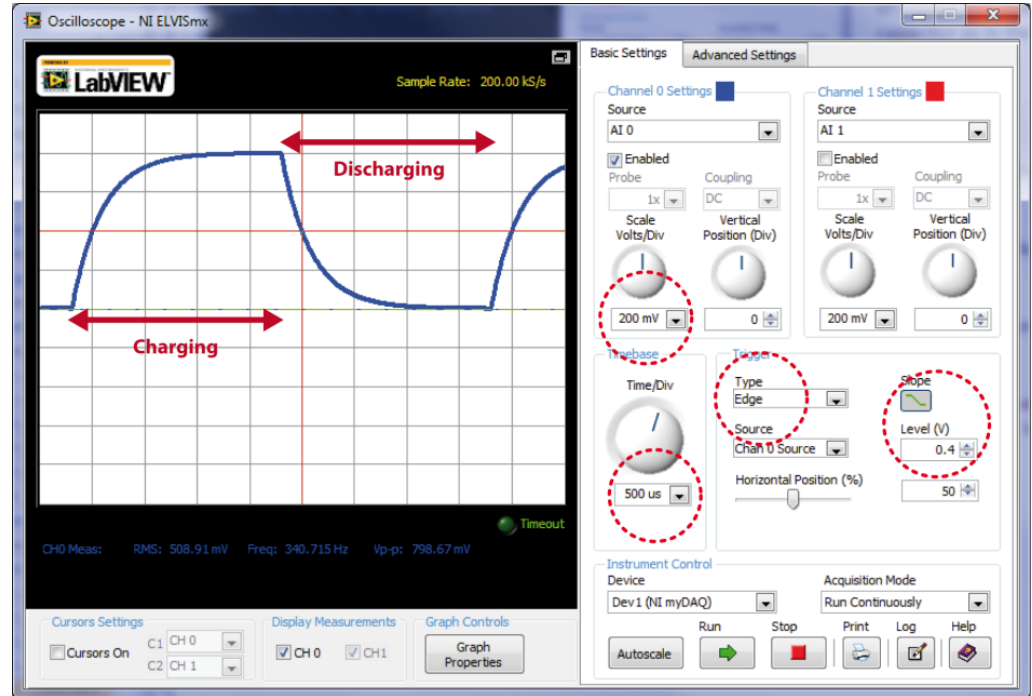 Oscilloscope - NI ELVISmx
POWERED BY NATIONAL INSTRUMENTS
LabVIEW
Sample Rate: 200.00 kS/s
Discharging
Charging
Timeout
CH0 Meas: RMS: 508.91 mV Freq: 340.715 Hz Vp-p: 798.67 mV
Cursors Settings
Cursors On
C1 CH 0
C2 CH 1
Display Measurements
CH 0 CH1
Graph Controls
Graph
Properties
Basic Settings Advanced Settings
Channel 0 Settings
Source
AI 0
Enabled
Probe Coupling
1x DC
Scale Vertical
Volts/Div Position (Div)
200 mV 0
Channel 1 Settings
Source
AI 1
Enabled
Probe Coupling
1x DC
Scale Vertical
Volts/Div Position (Div)
200 mV 0
Timebase
Time/Div
500 us
Trigger
Type
Edge
Source
Chan 0 Source
Horizontal Position (%)
50
Slope
Level (V)
0.4
Instrument Control
Device
Dev1 (NI myDAQ)
Acquisition Mode
Run Continuously
Run Stop Print Log Help
Autoscale